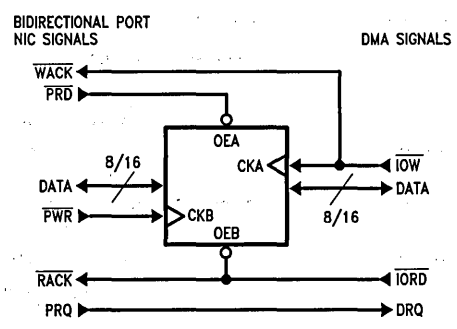 BIDIRECTIONAL PORT
NIC SIGNALS
DMA SIGNALS
WACK
PRD
OEA
8/16
CKA
IOW
DATA
DATA
PWR
CKB
8/16
OEB
RACK
IORD
PRQ
DRQ